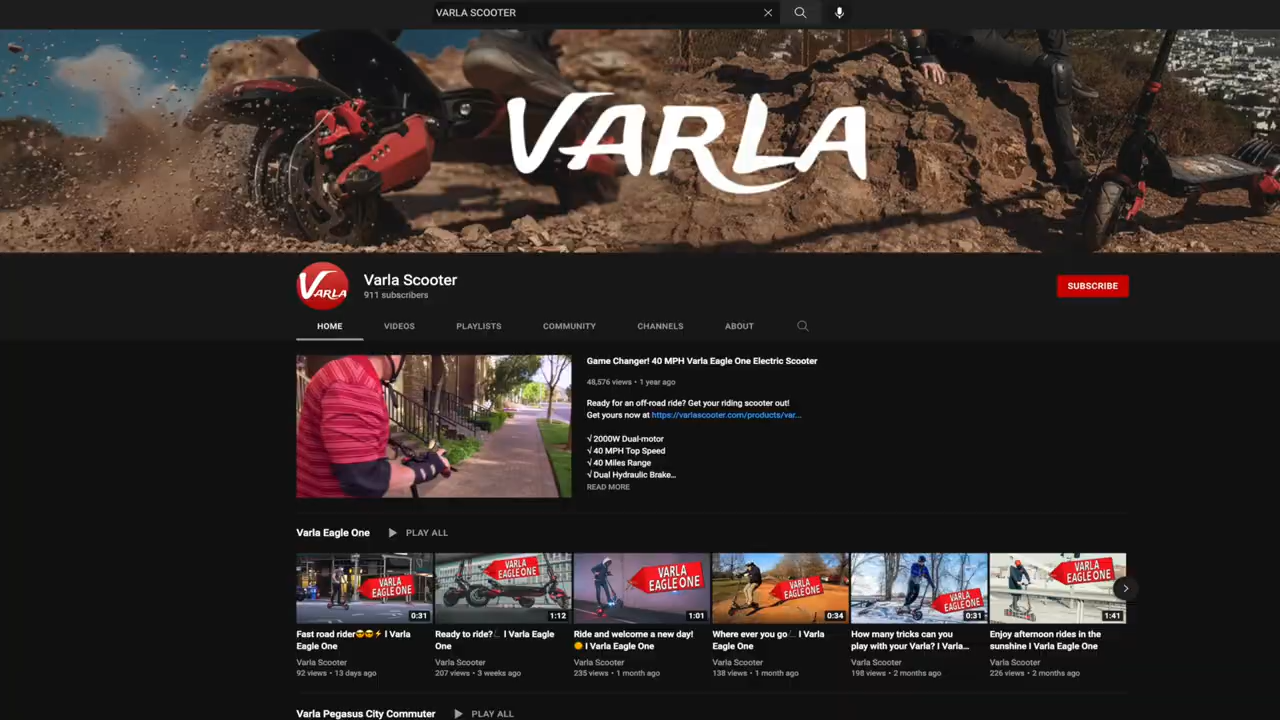 VARLA SCOOTER
VARLA
VARLA
Varla Scooter
911 subscribers
SUBSCRIBE
HOME
VIDEOS
PLAYLISTS
COMMUNITY
CHANNELS
ABOUT
Game Changer! 40 MPH Varla Eagle One Electric Scooter
48,576 views • 1 year ago
Ready for an off-road ride? Get your riding scooter out!
Get yours now at https://varlascooter.com/products/var...
√ 2000W Dual-motor
√ 40 MPH Top Speed
√ 40 Miles Range
√ Dual Hydraulic Brake...
READ MORE
Varla Eagle One
PLAY ALL
VARLA
EAGLE ONE
0:31
VARLA
EAGLE ONE
1:12
VARLA
EAGLE ONE
1:01
VARLA
EAGLE ONE
0:34
VARLA
EAGLE ONE
0:31
VARLA
EAGLE ONE
1:41
Fast road rider😎😎⚡ I Varla
Eagle One
Varla Scooter
92 views • 13 days ago
Ready to ride?🛴 I Varla Eagle
One
Varla Scooter
207 views • 3 weeks ago
Ride and welcome a new day!
🌞 I Varla Eagle One
Varla Scooter
235 views • 1 month ago
Where ever you go🛴 I Varla
Eagle One
Varla Scooter
138 views • 1 month ago
How many tricks can you
play with your Varla? I Varla...
Varla Scooter
198 views • 2 months ago
Enjoy afternoon rides in the
sunshine I Varla Eagle One
Varla Scooter
226 views • 2 months ago
Varla Pegasus City Commuter
PLAY ALL